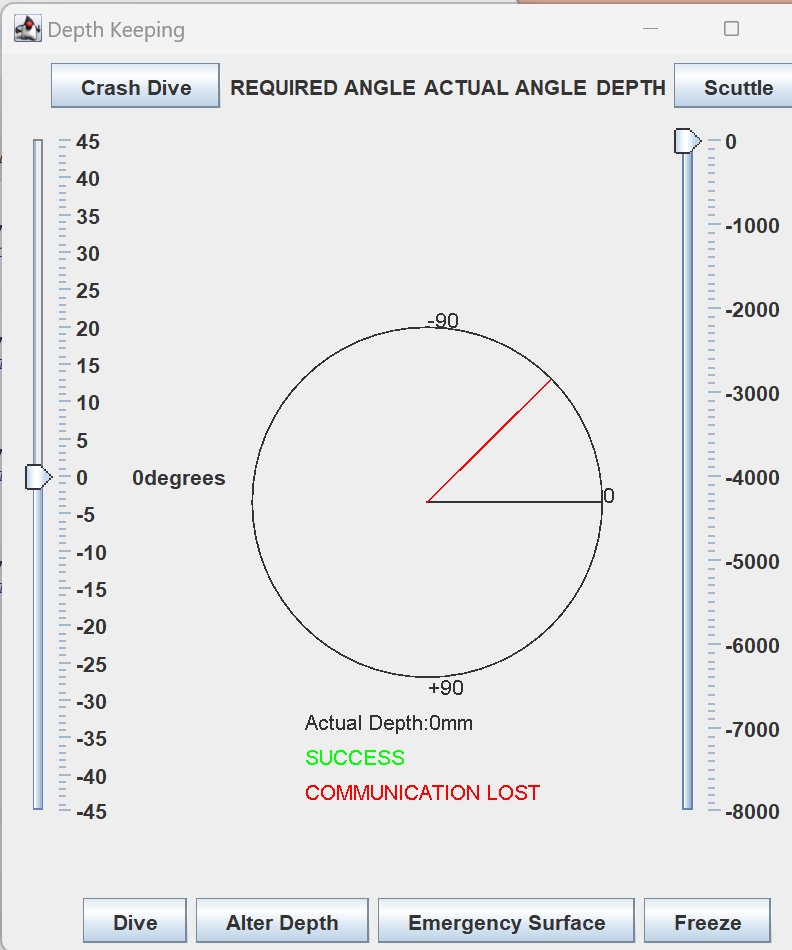 Depth Keeping
Crash Dive
REQUIRED ANGLE ACTUAL ANGLE DEPTH
Scuttle
45
40
35
30
25
20
15
10
5
0
-5
-10
-15
-20
-25
-30
-35
-40
-45
0degrees
-90
0
+90
Actual Depth:0mm
SUCCESS
COMMUNICATION LOST
0
-1000
-2000
-3000
-4000
-5000
-6000
-7000
-8000
Dive
Alter Depth
Emergency Surface
Freeze